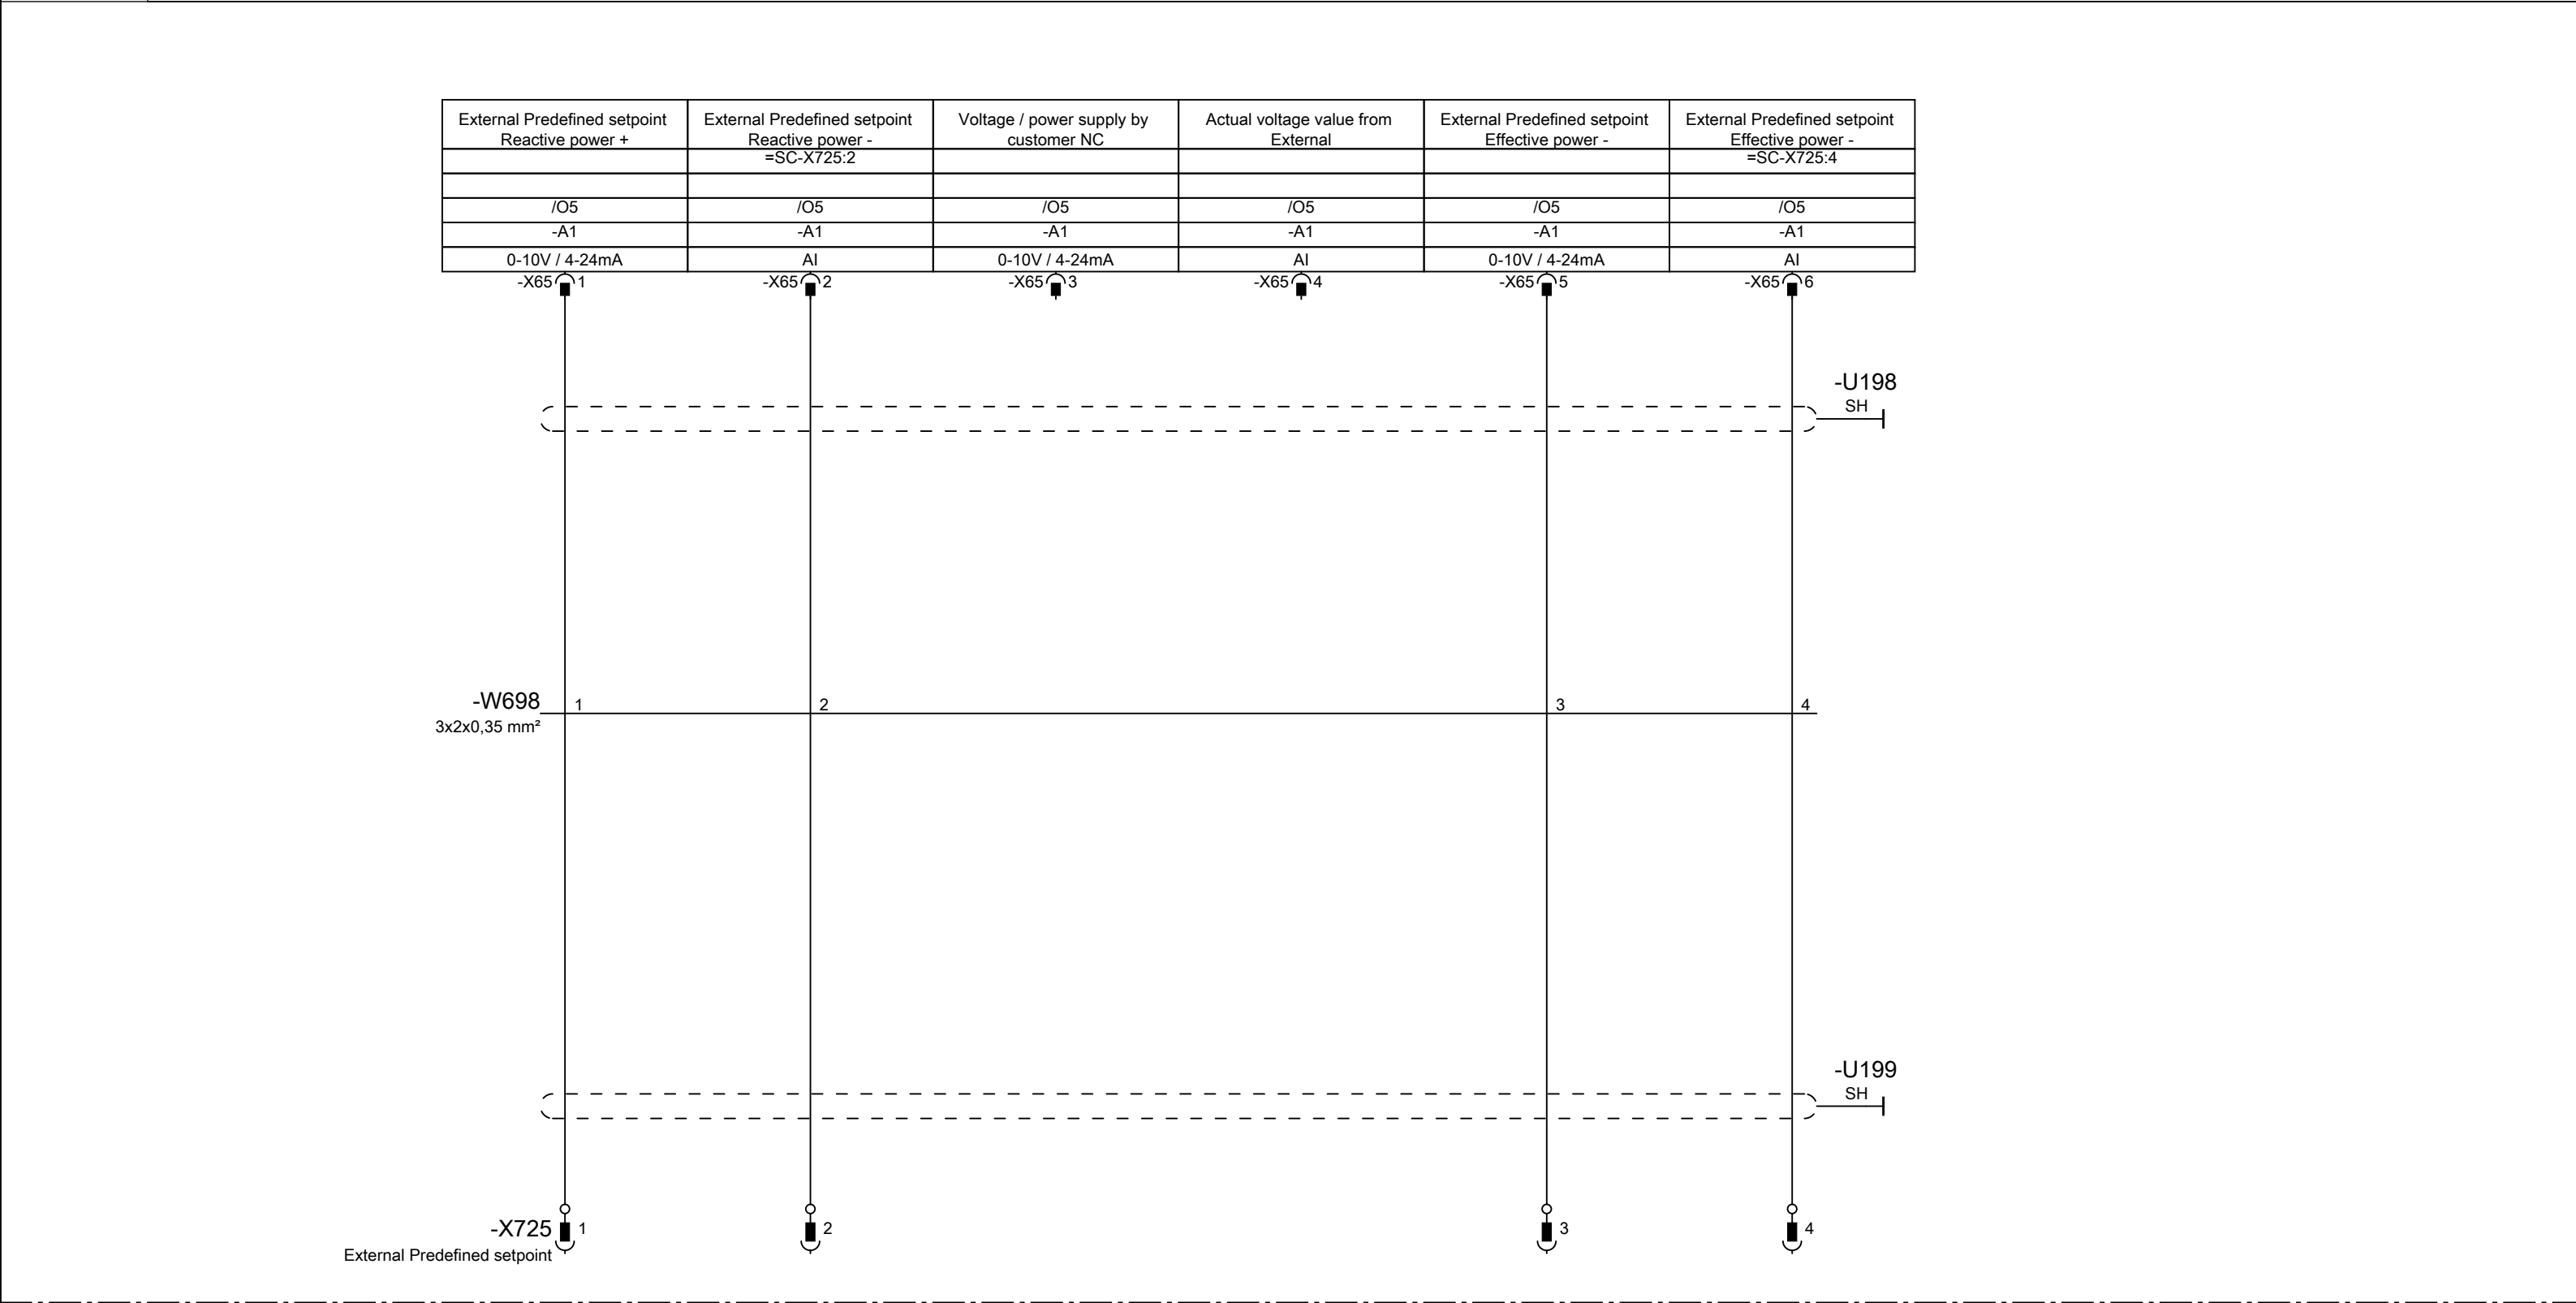 External Predefined setpoint
Reactive power +
External Predefined setpoint
Reactive power -
Voltage / power supply by
customer NC
Actual voltage value from
External
External Predefined setpoint
Effective power -
External Predefined setpoint
Effective power -
=SC-X725:2
=SC-X725:4
/O5 /O5 /O5 /O5 /O5 /O5
-A1 -A1 -A1 -A1 -A1 -A1
0-10V / 4-24mA AI 0-10V / 4-24mA AI 0-10V / 4-24mA AI
-X65 1 -X65 2 -X65 3 -X65 4 -X65 5 -X65 6
-U198
SH
-W698 1 2 3 4
3x2x0,35 mm²
-U199
SH
-X725 1 2 3 4
External Predefined setpoint